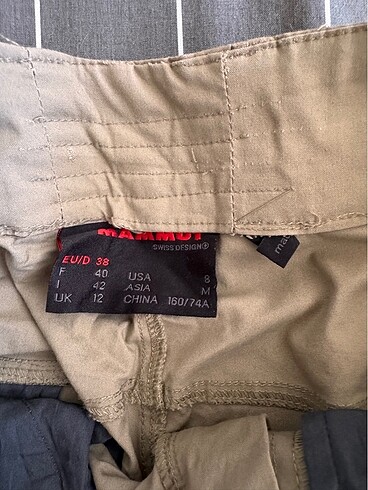 MAMMUT
SWISS DESIGN®
EU/D 38
F 40 USA 8
I 42 ASIA M
UK 12 CHINA 160/74A